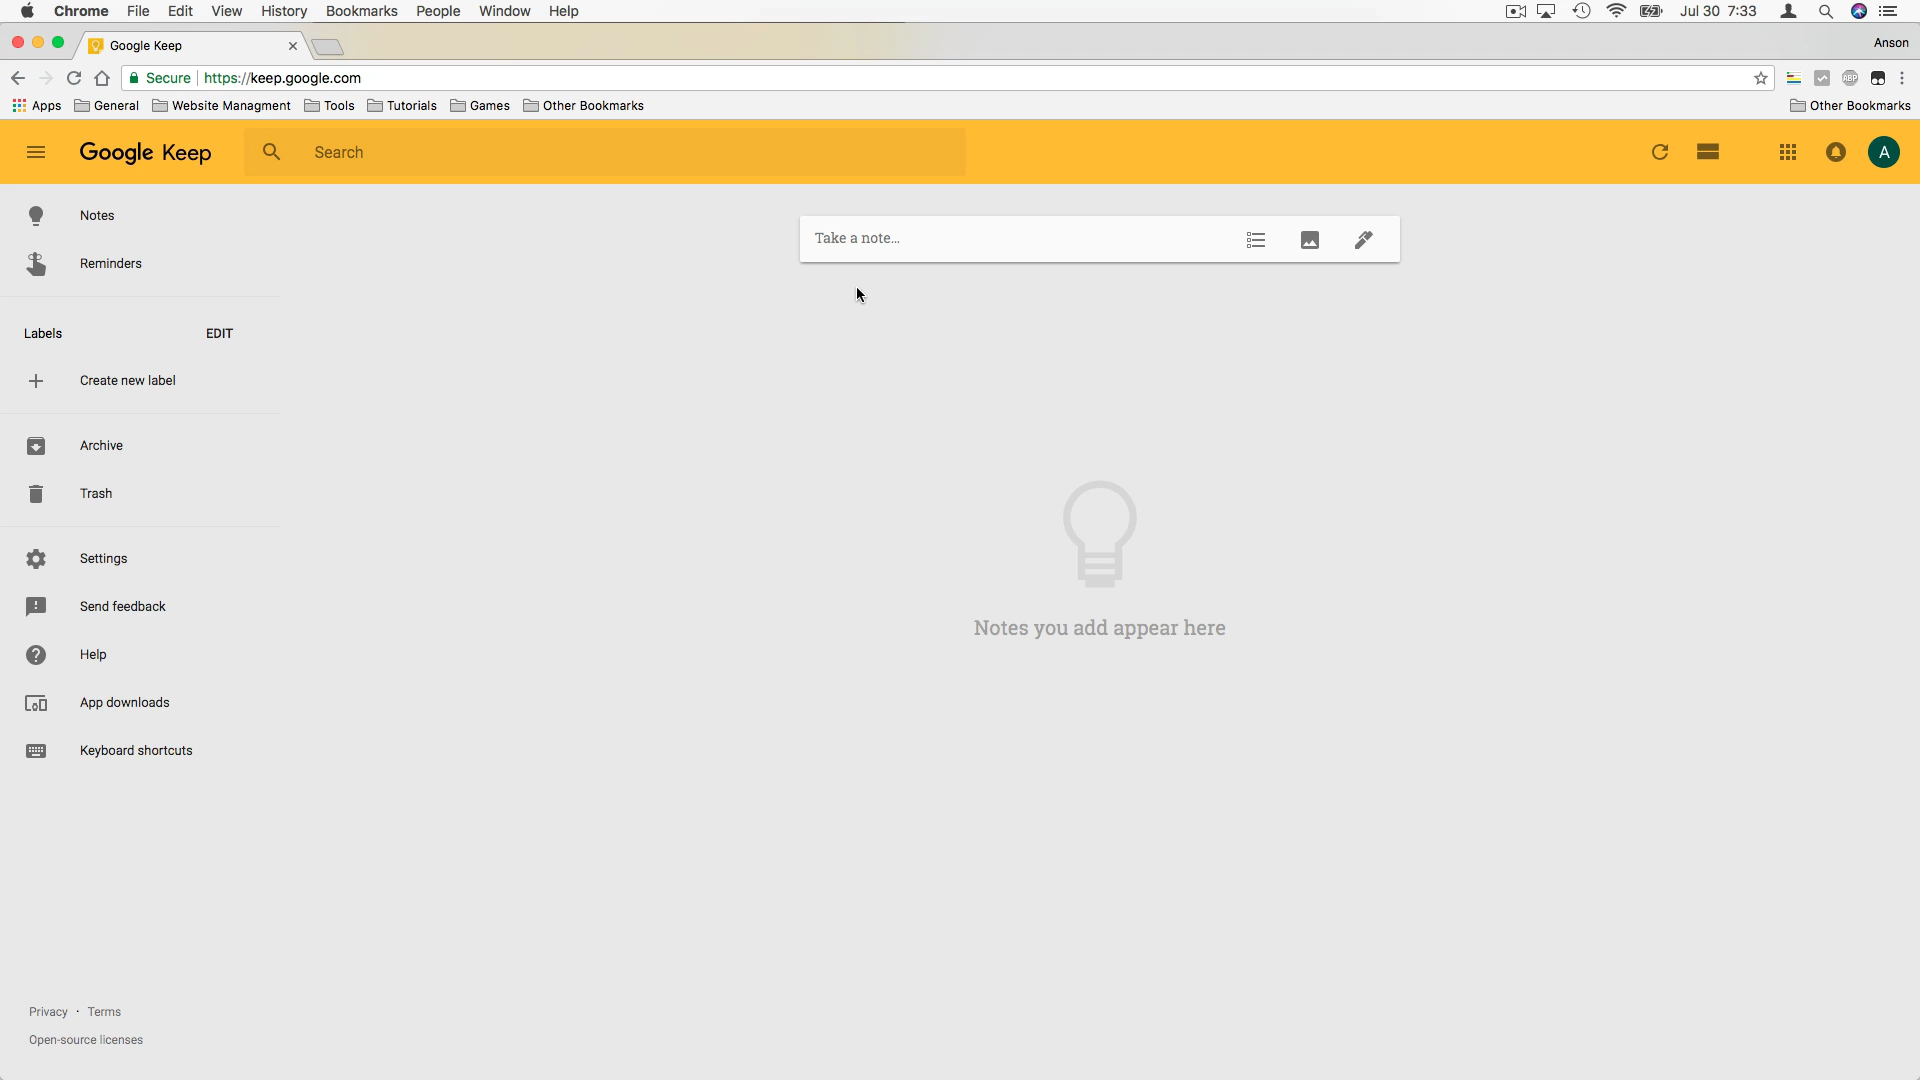 Chrome File Edit View History Bookmarks People Window Help Jul 30 7:33
Google Keep
Anson
Secure https://keep.google.com ABP
Apps General Website Managment Tools Tutorials Games Other Bookmarks Other Bookmarks
Google Keep Search A
Notes
Take a note...
Reminders
Labels EDIT
Create new label
Archive
Trash
Settings
Send feedback
Notes you add appear here
Help
App downloads
Keyboard shortcuts
Privacy · Terms
Open-source licenses